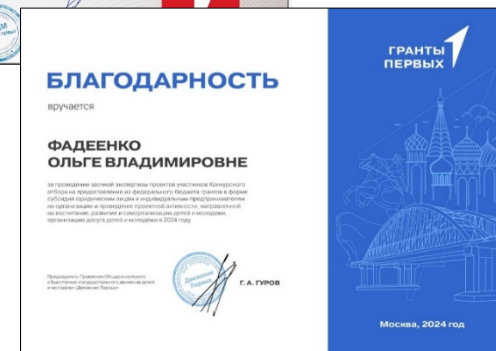 ГРАНТЫ
ПЕРВЫХ
БЛАГОДАРНОСТЬ
вручается
ФАДЕЕНКО
ОЛЬГЕ ВЛАДИМИРОВНЕ
за проведение заочной экспертизы проектов участников Конкурсного
отбора на предоставление из федерального бюджета грантов в форме
субсидий юридическим лицам и индивидуальным предпринимателям
на организацию и проведение проектной активности, направленной
на воспитание, развитие и самореализацию детей и молодежи,
организацию досуга детей и молодёжи в 2024 году
Председатель Правления Общероссийского
общественно-государственного движения детей
и молодежи «Движение Первых»
Движение
Первых
Г. А. ГУРОВ
Москва, 2024 год